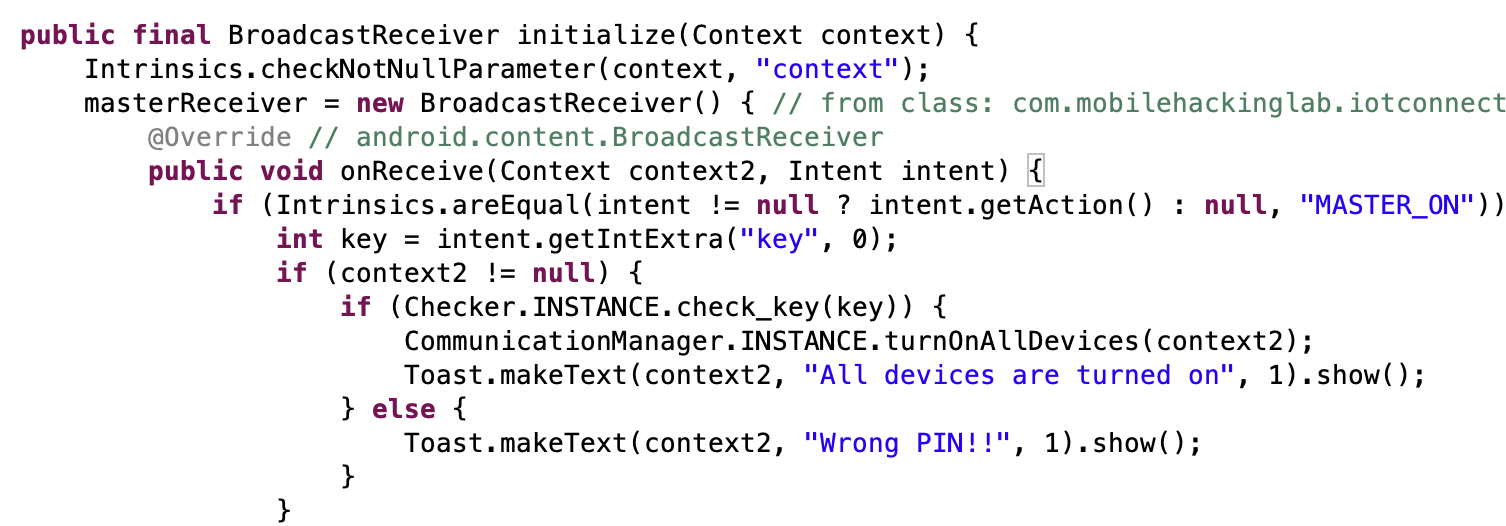 public final BroadcastReceiver initialize(Context context) {
    Intrinsics.checkNotNullParameter(context, "context");
    masterReceiver = new BroadcastReceiver() { // from class: com.mobilehackinglab.iotconnect
        @Override // android.content.BroadcastReceiver
        public void onReceive(Context context2, Intent intent) {
            if (Intrinsics.areEqual(intent != null ? intent.getAction() : null, "MASTER_ON"))
                int key = intent.getIntExtra("key", 0);
                if (context2 != null) {
                    if (Checker.INSTANCE.check_key(key)) {
                        CommunicationManager.INSTANCE.turnOnAllDevices(context2);
                        Toast.makeText(context2, "All devices are turned on", 1).show();
                    } else {
                        Toast.makeText(context2, "Wrong PIN!!", 1).show();
                    }
                }